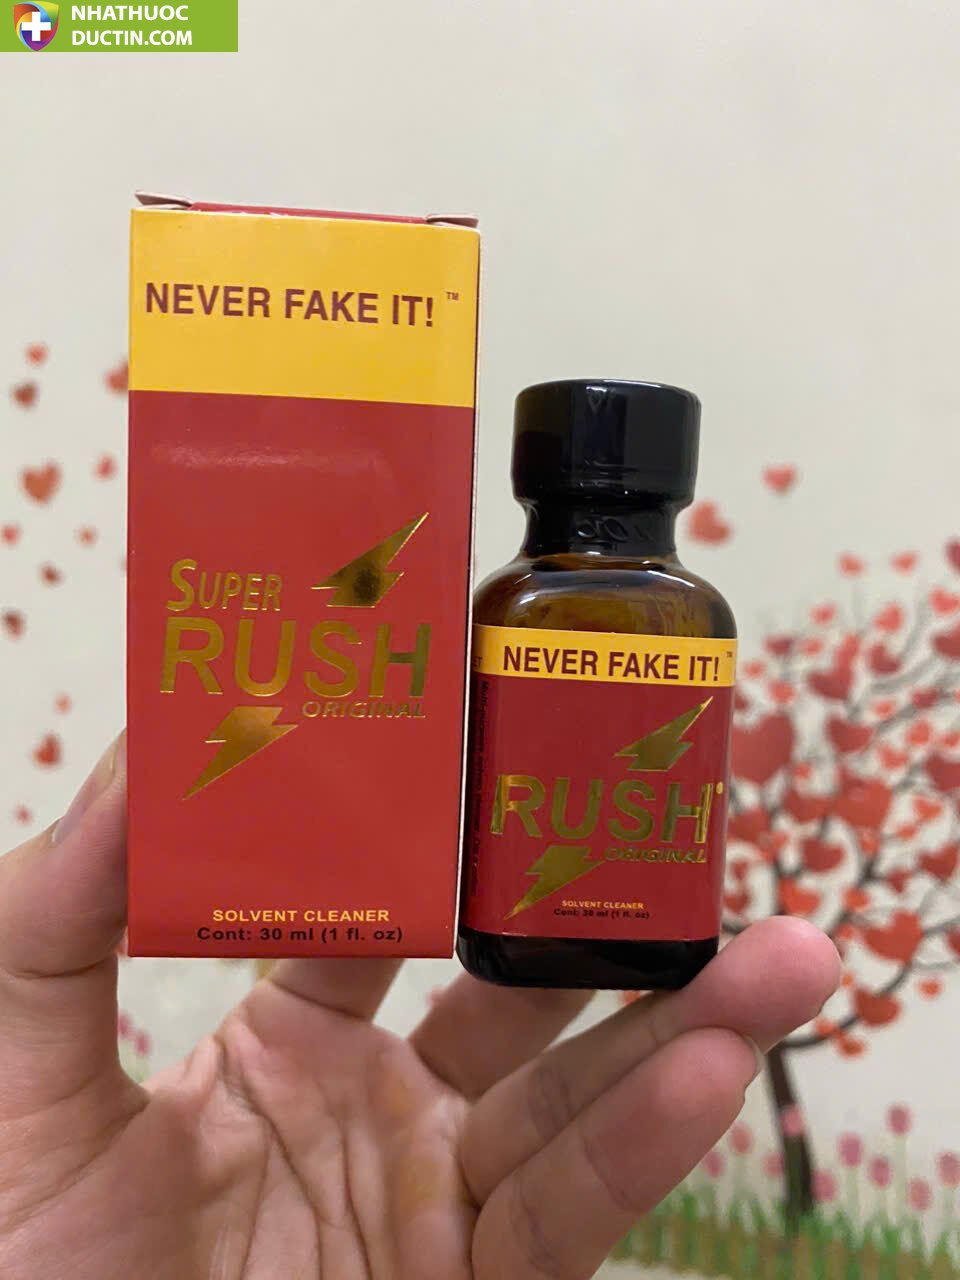 NHATHUOC
DUCTIN.COM
NEVER FAKE IT! ™
SUPER
RUSH
ORIGINAL
SOLVENT CLEANER
Cont: 30 ml (1 fl. oz)
NEVER FAKE IT! ™
RUSH
ORIGINAL
SOLVENT CLEANER
Cont: 30 ml (1 fl. oz)